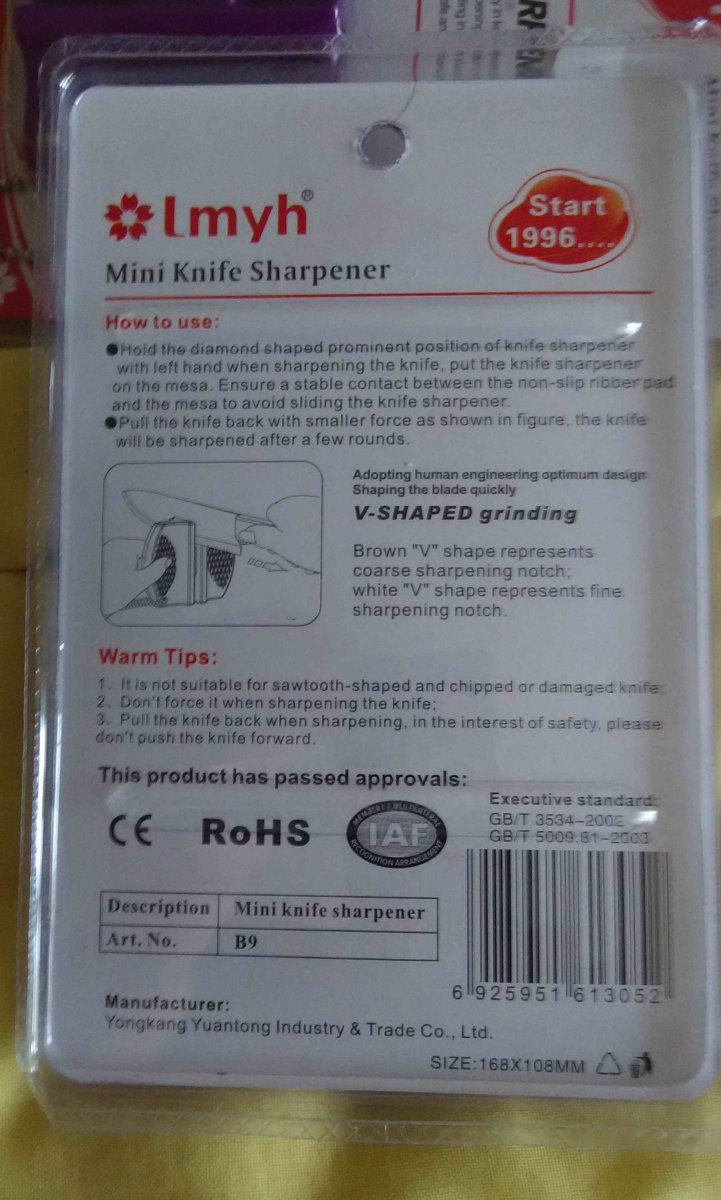 RPEN
lmyh®
Start
1996....
Mini Knife Sharpener
How to use:
●Hold the diamond shaped prominent position of knife sharpener
with left hand when sharpening the knife, put the knife sharpener
on the mesa. Ensure a stable contact between the non-slip ribber pad
and the mesa to avoid sliding the knife sharpener.
●Pull the knife back with smaller force as shown in figure, the knife
will be sharpened after a few rounds.
Adopting human engineering optimum design
Shaping the blade quickly
V-SHAPED grinding
Brown "V" shape represents
coarse sharpening notch;
white "V" shape represents fine
sharpening notch.
Warm Tips:
1. It is not suitable for sawtooth-shaped and chipped or damaged knife;
2. Don't force it when sharpening the knife;
3. Pull the knife back when sharpening, in the interest of safety, please
don't push the knife forward.
This product has passed approvals:
CE RoHS IAF
MEMBER OF MULTILATERAL
RECOGNITION ARRANGEMENT
Executive standard:
GB/T 3534-2002
GB/T 5009.81-2003
Description Mini knife sharpener
Art. No. B9
6 925951 613052
Manufacturer:
Yongkang Yuantong Industry & Trade Co., Ltd.
SIZE:168X108MM